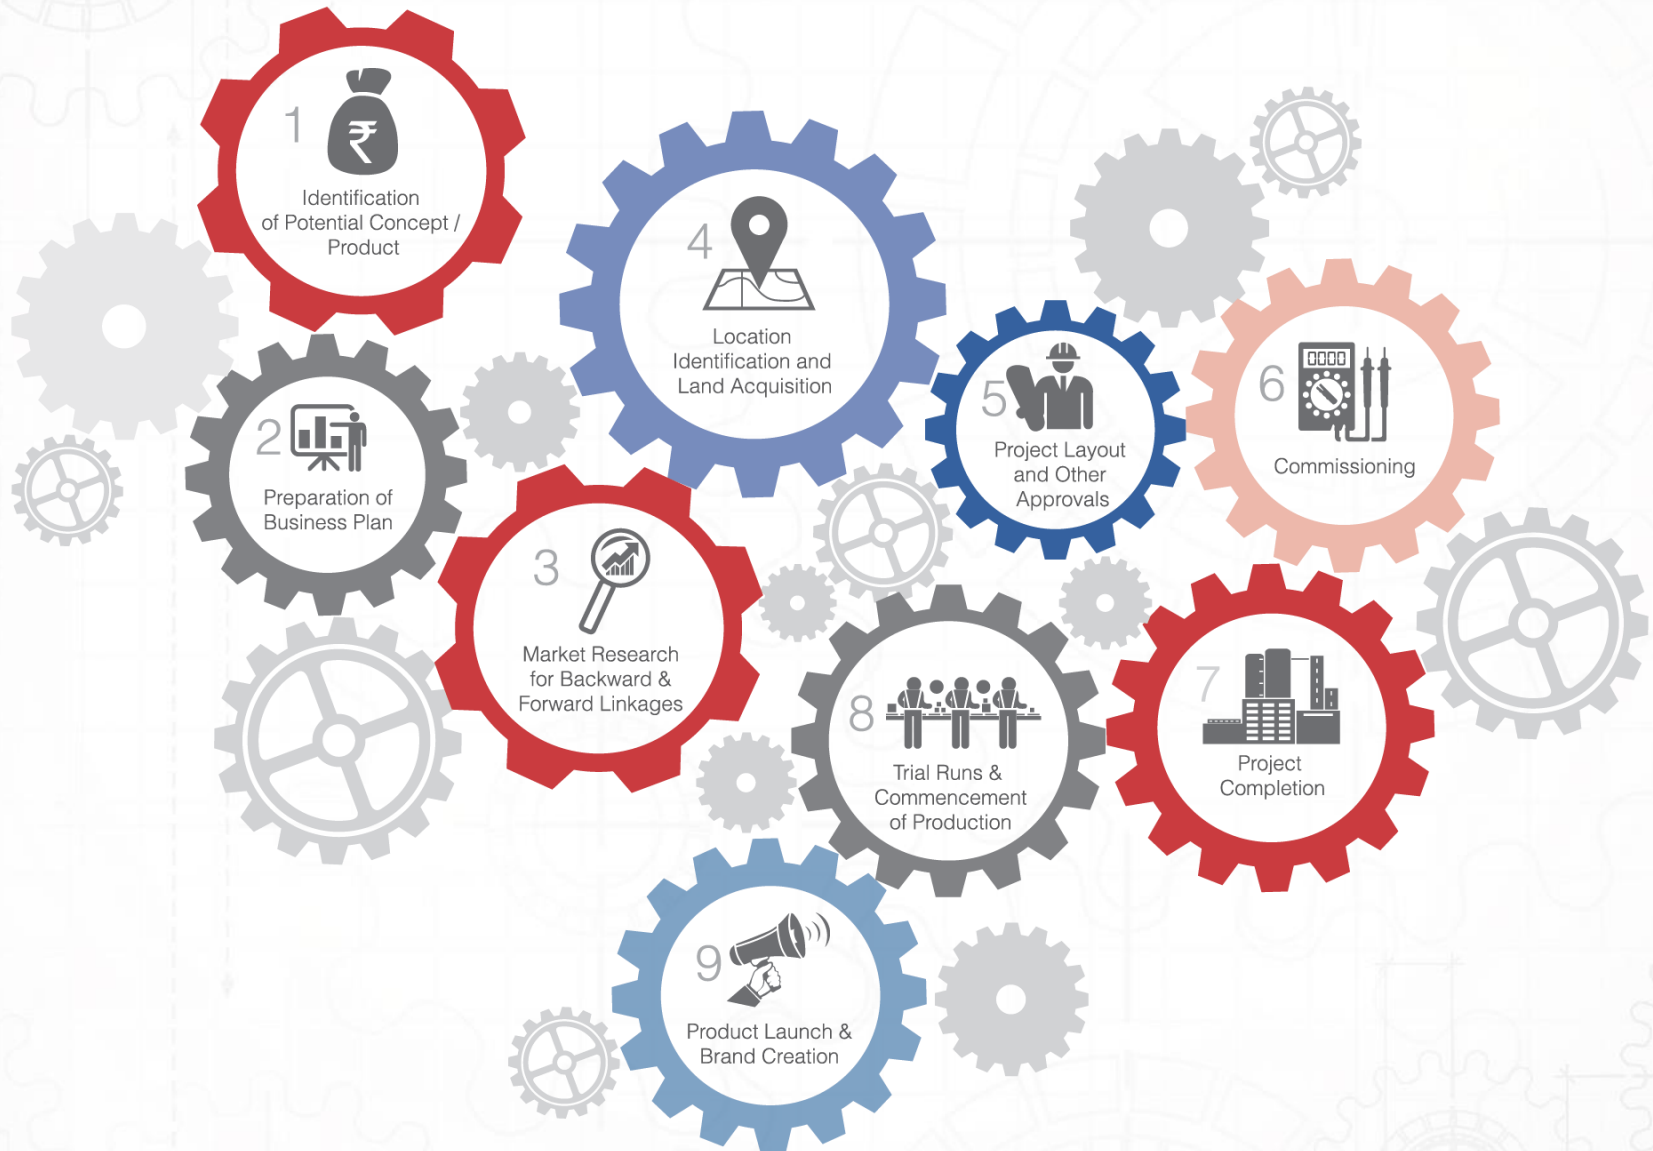 1
₹
Identification
of Potential Concept /
Product
2
Preparation of
Business Plan
3
Market Research
for Backward &
Forward Linkages
4
Location
Identification and
Land Acquisition
5
Project Layout
and Other
Approvals
6
0000
Commissioning
7
Project
Completion
8
Trial Runs &
Commencement
of Production
9
Product Launch &
Brand Creation